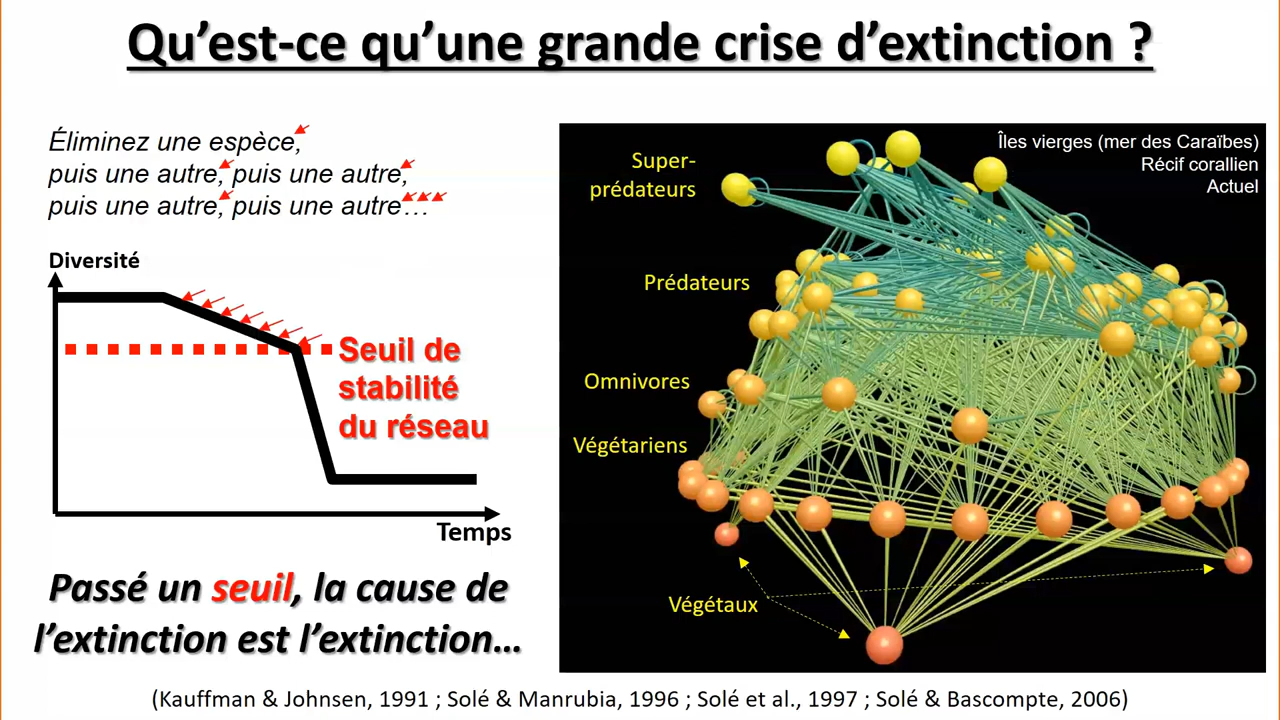 Qu’est-ce qu’une grande crise d’extinction ?
Éliminez une espèce,
puis une autre, puis une autre,
puis une autre, puis une autre…
Diversité
Seuil de
stabilité
du réseau
Temps
Passé un seuil, la cause de
l’extinction est l’extinction…
Îles vierges (mer des Caraïbes)
Récif corallien
Actuel
Super-
prédateurs
Prédateurs
Omnivores
Végétariens
Végétaux
(Kauffman & Johnsen, 1991 ; Solé & Manrubia, 1996 ; Solé et al., 1997 ; Solé & Bascompte, 2006)